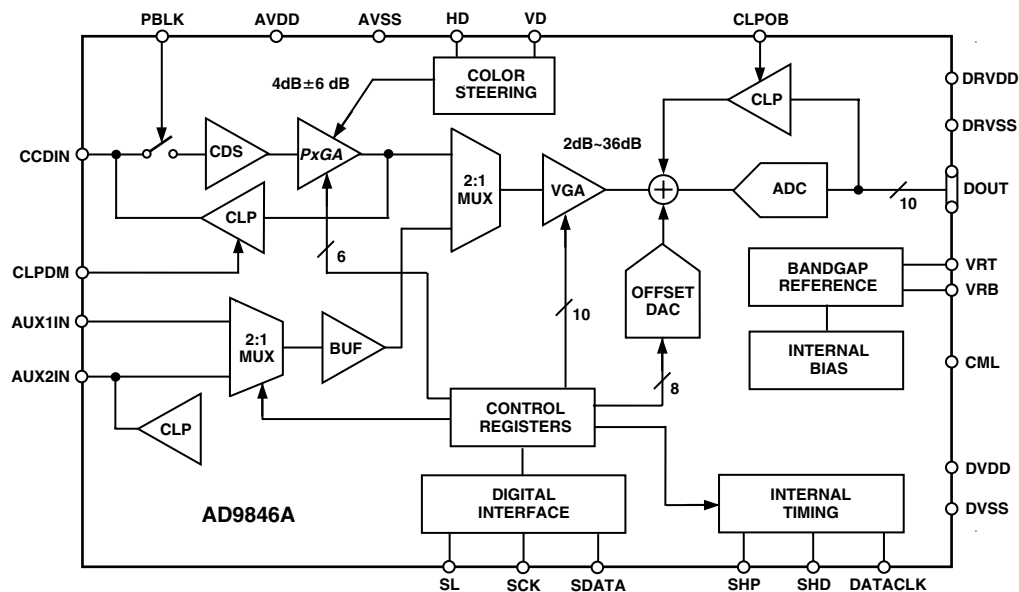 PBLK
AVDD
AVSS
HD
VD
CLPOB
4dB±6 dB
COLOR
STEERING
DRVDD
CLP
DRVSS
2dB~36dB
CCDIN
CDS
PxGA
2:1
MUX
VGA
ADC
DOUT
10
CLP
6
CLPDM
BANDGAP
REFERENCE
VRT
VRB
OFFSET
DAC
10
AUX1IN
2:1
MUX
BUF
INTERNAL
BIAS
CML
AUX2IN
8
CLP
CONTROL
REGISTERS
DVDD
DIGITAL
INTERFACE
INTERNAL
TIMING
DVSS
AD9846A
SL
SCK
SDATA
SHP
SHD
DATACLK